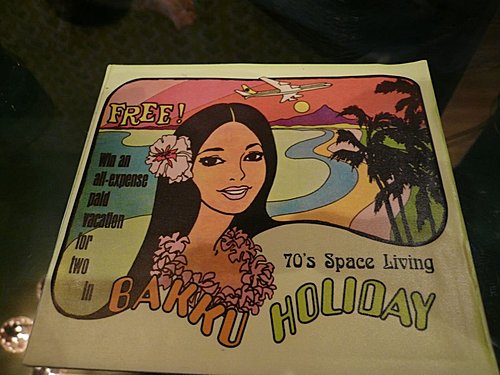 FREE!
Win an
all-expense
paid
vacation
for
two
in
BAKKU HOLIDAY
70's Space Living